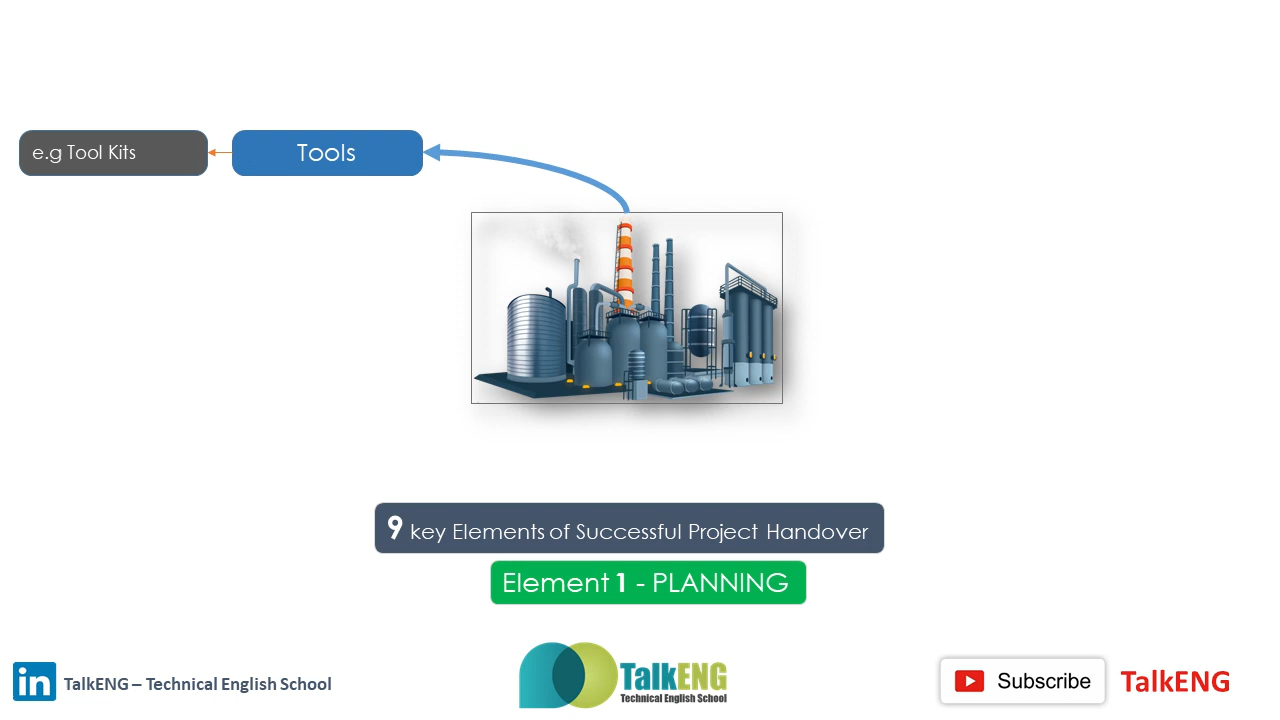 e.g Tool Kits
Tools
9 key Elements of Successful Project Handover
Element 1 - PLANNING
in TalkENG – Technical English School
TalkENG
Technical English School
Subscribe
TalkENG